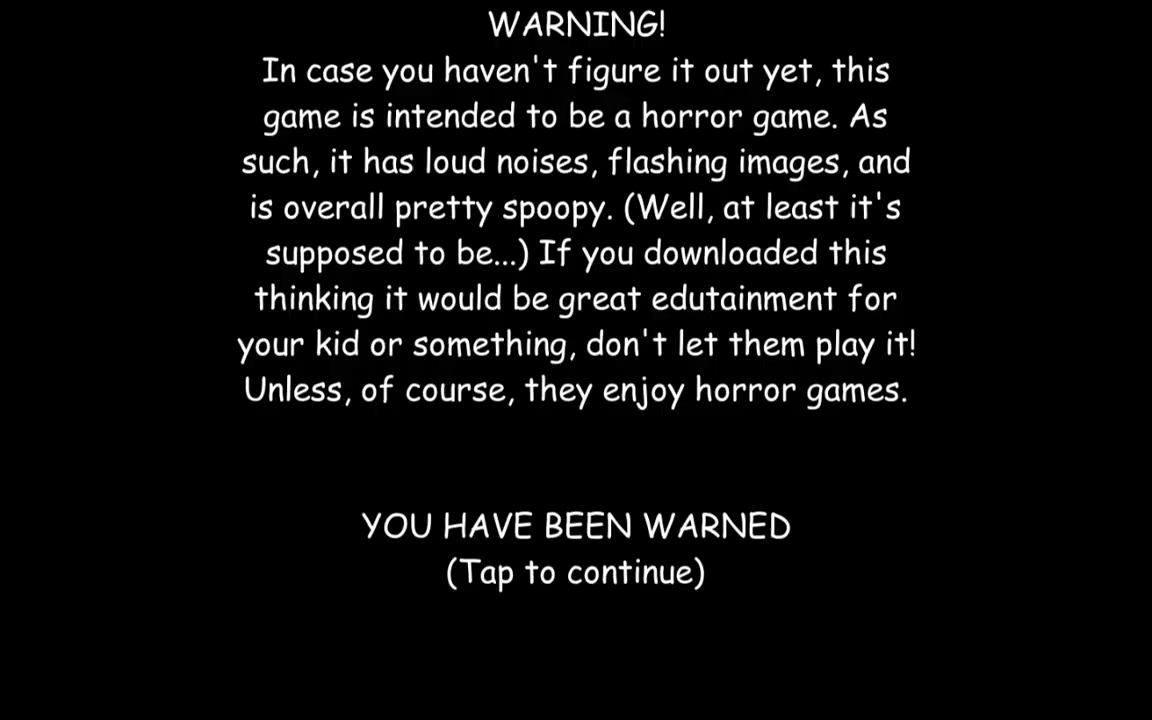 WARNING!
In case you haven't figure it out yet, this
game is intended to be a horror game. As
such, it has loud noises, flashing images, and
is overall pretty spoopy. (Well, at least it's
supposed to be...) If you downloaded this
thinking it would be great edutainment for
your kid or something, don't let them play it!
Unless, of course, they enjoy horror games.
YOU HAVE BEEN WARNED
(Tap to continue)